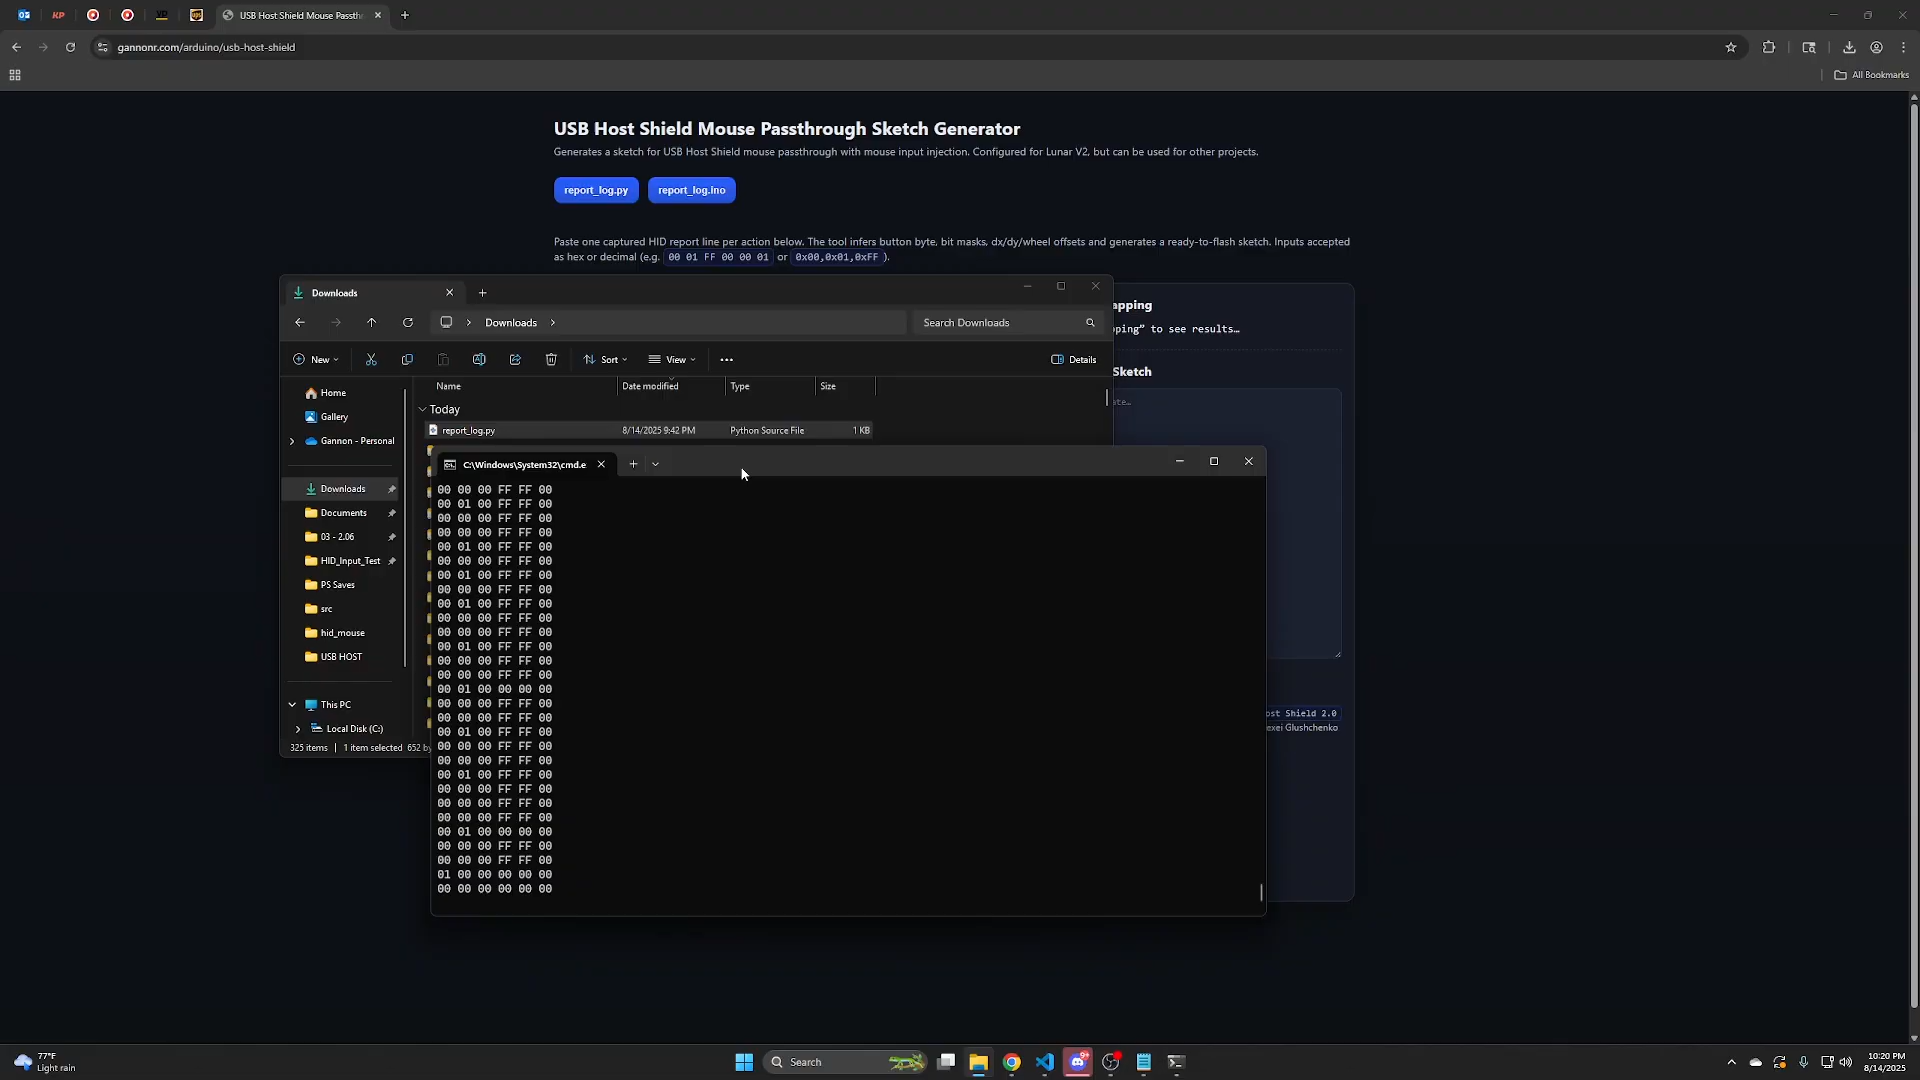 USB Host Shield Mouse Passth
gannonr.com/arduino/usb-host-shield
All Bookmarks
USB Host Shield Mouse Passthrough Sketch Generator
Generates a sketch for USB Host Shield mouse passthrough with mouse input injection. Configured for Lunar V2, but can be used for other projects.
report_log.py report_log.ino
Paste one captured HID report line per action below. The tool infers button byte, bit masks, dx/dy/wheel offsets and generates a ready-to-flash sketch. Inputs accepted
as hex or decimal (e.g. 00 01 FF 00 00 01 or 0x00,0x01,0xFF ).
Downloads
Downloads
Search Downloads
New
Sort
View
Details
Name Date modified Type Size
Today
report_log.py 8/14/2025 9:42 PM Python Source File 1 KB
Home
Gallery
Gannon - Personal
Downloads
Documents
03 - 2.06
HID_Input_Test
PS Saves
src
hid_mouse
USB HOST
This PC
Local Disk (C:)
325 items 1 item selected 652 by
apping
ping” to see results…
Sketch
ate…
ost Shield 2.0
exei Glushchenko
C:\Windows\System32\cmd.e
00 00 00 FF FF 00
00 01 00 FF FF 00
00 00 00 FF FF 00
00 00 00 FF FF 00
00 01 00 FF FF 00
00 00 00 FF FF 00
00 01 00 FF FF 00
00 00 00 FF FF 00
00 01 00 FF FF 00
00 00 00 FF FF 00
00 00 00 FF FF 00
00 01 00 FF FF 00
00 00 00 FF FF 00
00 00 00 FF FF 00
00 01 00 00 00 00
00 00 00 FF FF 00
00 00 00 FF FF 00
00 01 00 FF FF 00
00 00 00 FF FF 00
00 00 00 FF FF 00
00 01 00 FF FF 00
00 00 00 FF FF 00
00 00 00 FF FF 00
00 00 00 FF FF 00
00 01 00 00 00 00
00 00 00 FF FF 00
00 00 00 FF FF 00
01 00 00 00 00 00
00 00 00 00 00 00
77°F
Light rain
Search
10:20 PM
8/14/2025